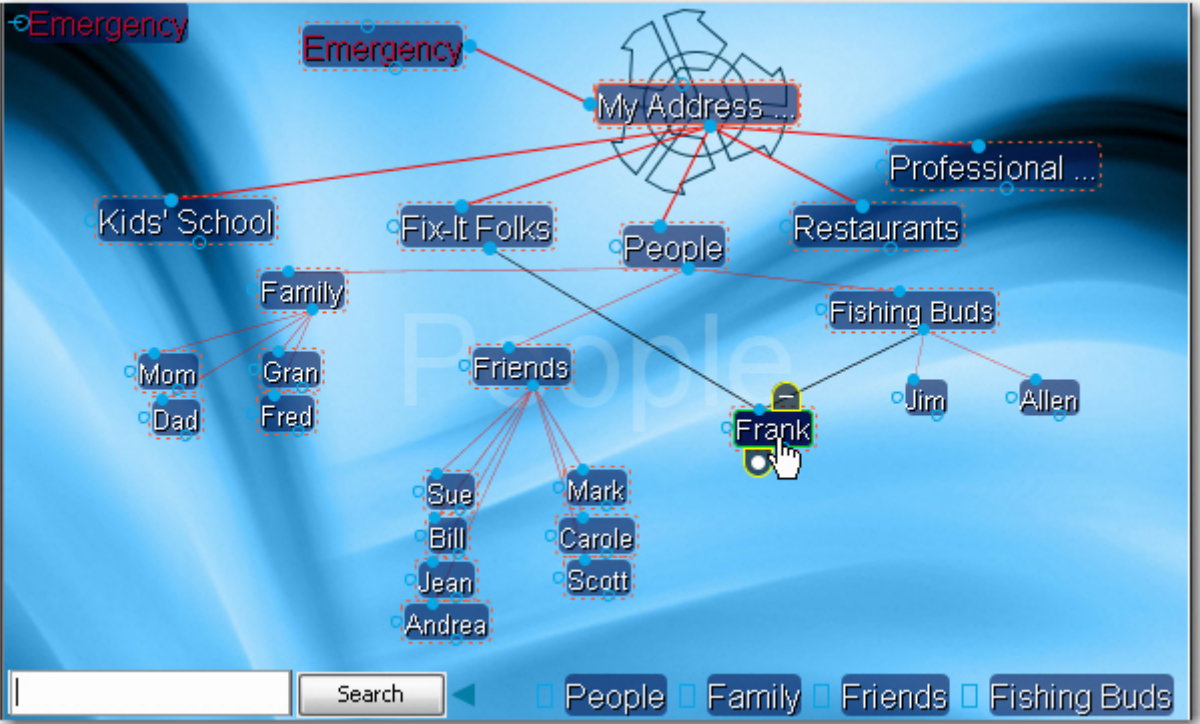 Emergency
Emergency
My Address ...
Professional ...
Kids' School
Fix-It Folks
People
Restaurants
Family
Fishing Buds
People
Friends
Mom
Gran
Dad
Fred
Jim
Allen
Frank
Sue
Mark
Bill
Carole
Jean
Scott
Andrea
Search
People
Family
Friends
Fishing Buds